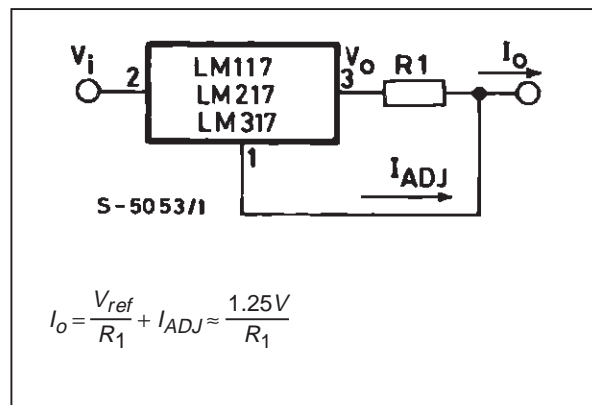 Vi
2
LM117
LM217
LM317
Vo
3
R1
Io
1
IADJ
S-5053/1
Io = Vref/R1 + IADJ ≈ 1.25V/R1